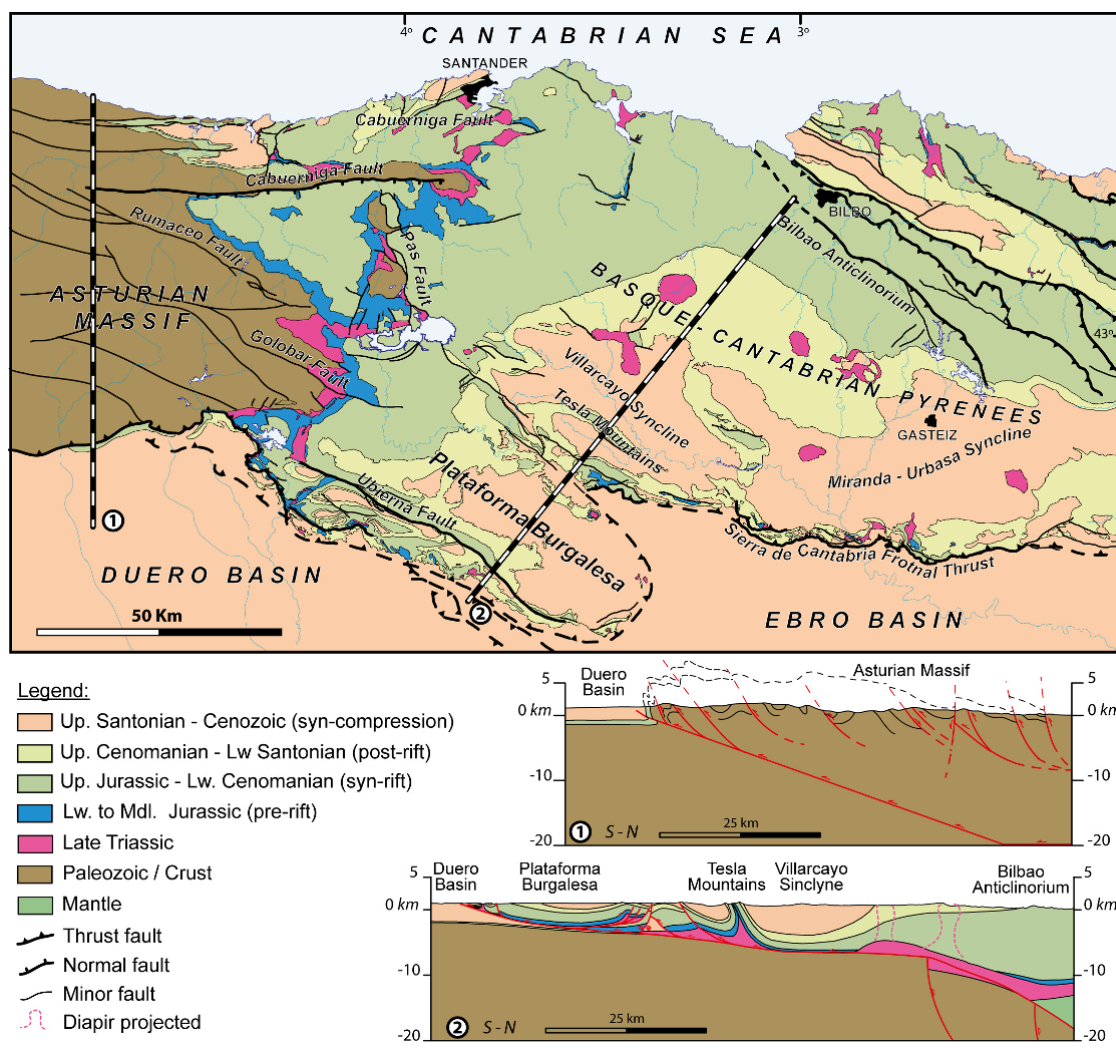 4º
3º
CANTABRIAN SEA
SANTANDER
Cabuerniga Fault
Cabuerniga Fault
Rumaceo Fault
Pas Fault
BILBO
Bilbao Anticlinorium
ASTURIAN
MASSIF
BASQUE - CANTABRIAN PYRENEES
43º
Golobar Fault
Villarcayo Syncline
Tesla Mountains
GASTEIZ
Miranda - Urbasa Syncline
Plataforma Burgalesa
Ubierna Fault
Sierra de Cantabria Frotnal Thrust
1
DUERO BASIN
2
EBRO BASIN
50 Km
Legend:
Up. Santonian - Cenozoic (syn-compression)
Up. Cenomanian - Lw Santonian (post-rift)
Up. Jurassic - Lw. Cenomanian (syn-rift)
Lw. to Mdl. Jurassic (pre-rift)
Late Triassic
Paleozoic / Crust
Mantle
Thrust fault
Normal fault
Minor fault
Diapir projected
Duero
Basin
Asturian Massif
5
5
0 km
0
-10
-10
-20
-20
1 S - N
25 km
Duero
Basin
Plataforma
Burgalesa
Tesla
Mountains
Villarcayo
Sinclyne
Bilbao
Anticlinorium
5
5
0 km
0
-10
-10
-20
-20
2 S - N
25 km